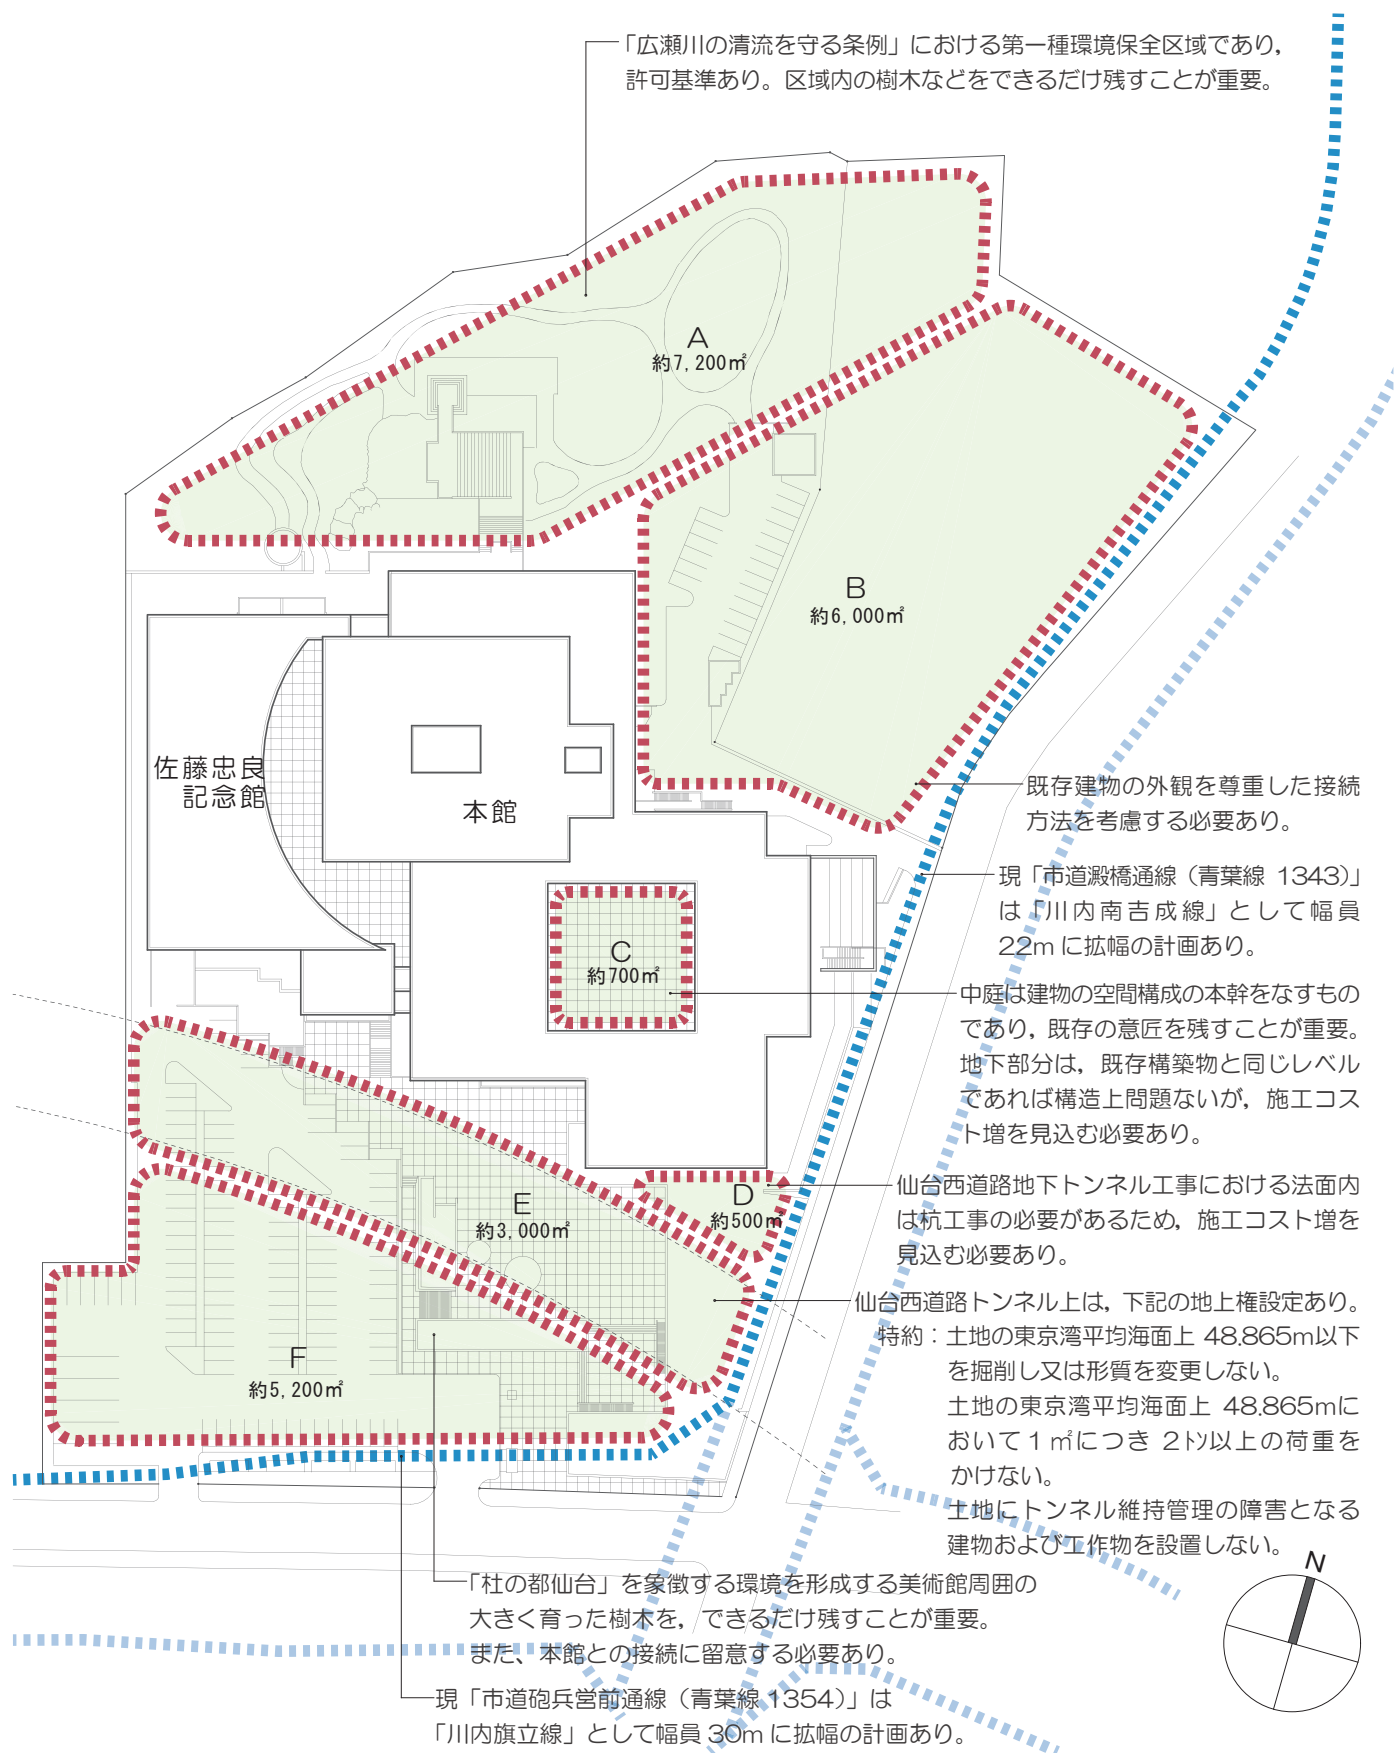 「広瀬川の清流を守る条例」における第一種環境保全区域であり,
許可基準あり。区域内の樹木などをできるだけ残すことが重要。
A
約7,200㎡
B
約6,000㎡
佐藤忠良
記念館
本館
既存建物の外観を尊重した接続
方法を考慮する必要あり。
現「市道澱橋通線（青葉線 1343）」
は「川内南吉成線」として幅員
22m に拡幅の計画あり。
C
約700㎡
中庭は建物の空間構成の本幹をなすもの
であり, 既存の意匠を残すことが重要。
地下部分は, 既存構築物と同じレベル
であれば構造上問題ないが, 施工コス
ト増を見込む必要あり。
D
約500㎡
仙台西道路地下トンネル工事における法面内
は杭工事の必要があるため, 施工コスト増を
見込む必要あり。
E
約3,000㎡
仙台西道路トンネル上は, 下記の地上権設定あり。
特約：土地の東京湾平均海面上 48.865m以下
を掘削し又は形質を変更しない。
土地の東京湾平均海面上 48.865mに
おいて1㎡につき 2㌧以上の荷重を
かけない。
土地にトンネル維持管理の障害となる
建物および工作物を設置しない。
F
約5,200㎡
N
「杜の都仙台」を象徴する環境を形成する美術館周囲の
大きく育った樹木を, できるだけ残すことが重要。
また、本館との接続に留意する必要あり。
現「市道砲兵営前通線（青葉線 1354）」は
「川内旗立線」として幅員 30m に拡幅の計画あり。